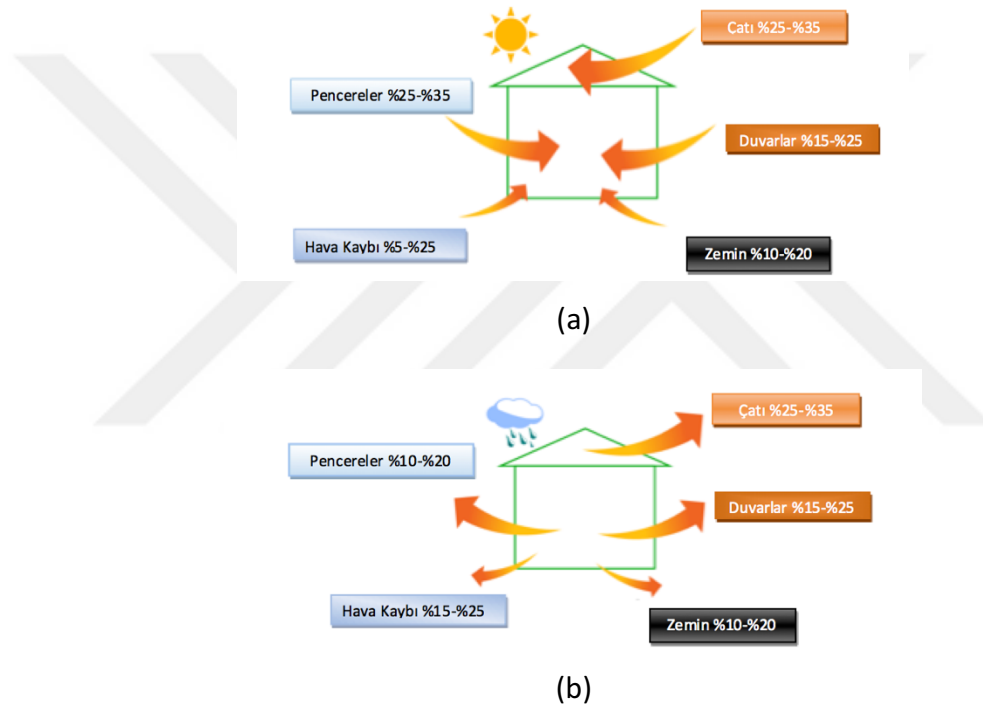 Çatı %25-%35
Pencereler %25-%35
Duvarlar %15-%25
Hava Kaybı %5-%25
Zemin %10-%20
(a)
Çatı %25-%35
Pencereler %10-%20
Duvarlar %15-%25
Hava Kaybı %15-%25
Zemin %10-%20
(b)